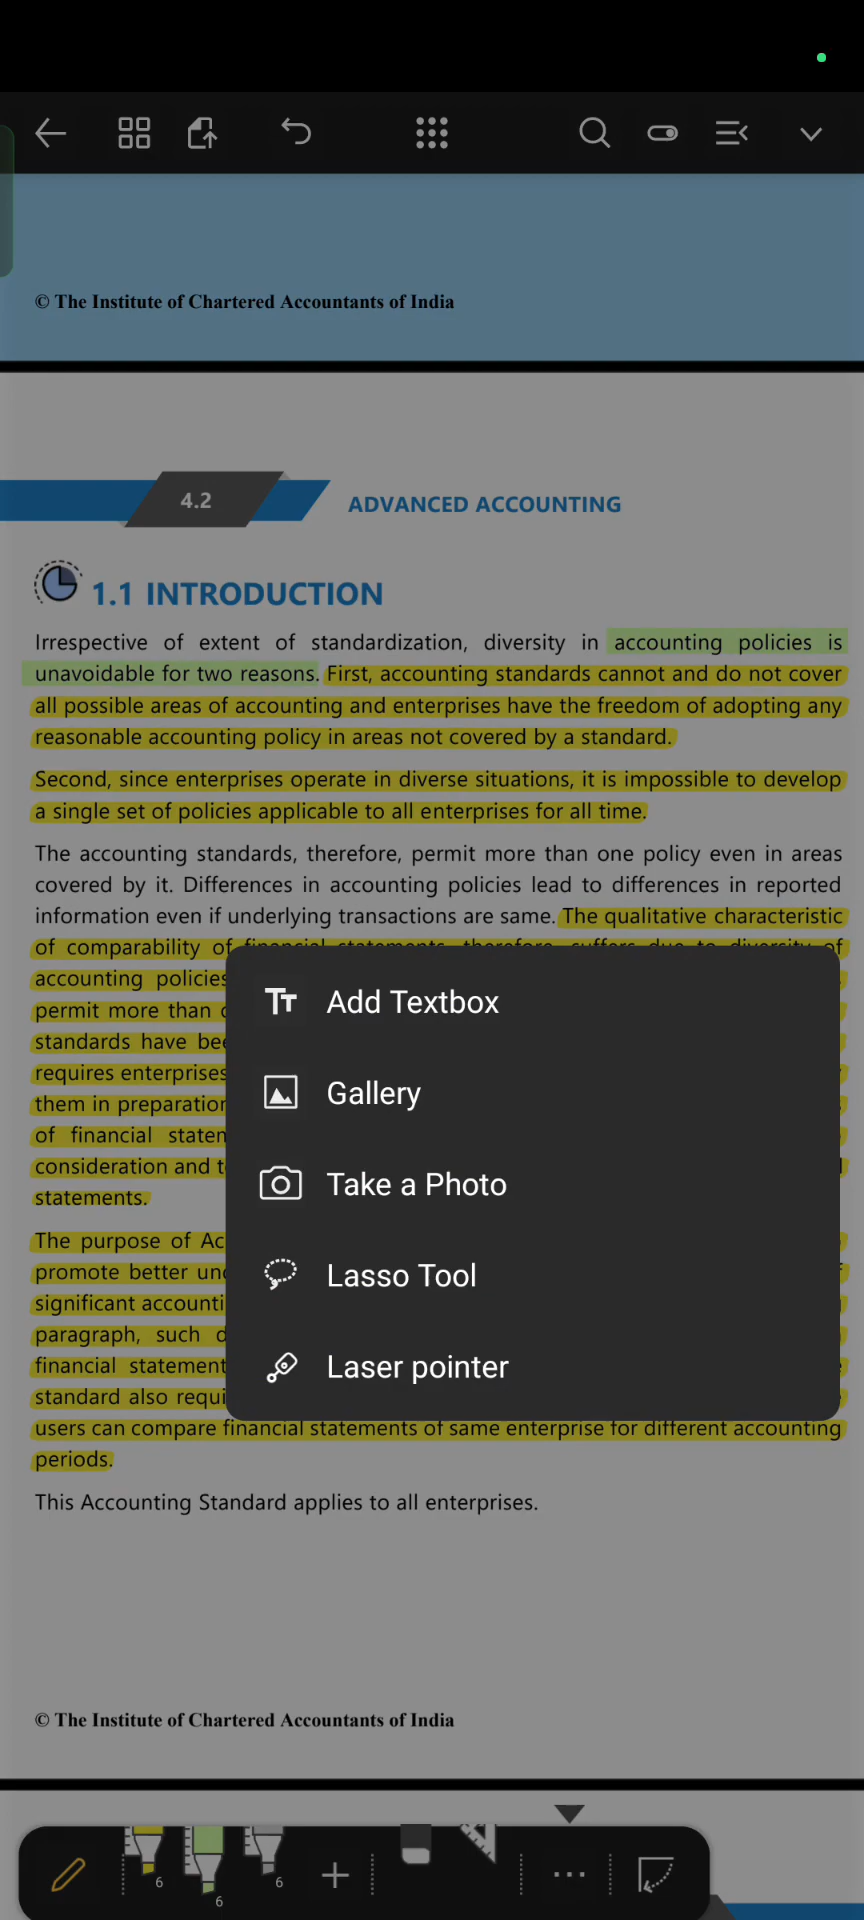 © The Institute of Chartered Accountants of India
4.2
ADVANCED ACCOUNTING
1.1 INTRODUCTION
Irrespective of extent of standardization, diversity in accounting policies is
unavoidable for two reasons. First, accounting standards cannot and do not cover
all possible areas of accounting and enterprises have the freedom of adopting any
reasonable accounting policy in areas not covered by a standard.
Second, since enterprises operate in diverse situations, it is impossible to develop
a single set of policies applicable to all enterprises for all time.
The accounting standards, therefore, permit more than one policy even in areas
covered by it. Differences in accounting policies lead to differences in reported
information even if underlying transactions are same. The qualitative characteristic
of comparability of financial statements, therefore, suffers due to diversity of
accounting policies
permit more than
standards have
requires enterprises
them in preparation
of financial
consideration and
statements.
The purpose of
promote better
significant
paragraph, such
financial statement
standard also
users can compare financial statements of same enterprise for different accounting
periods.
This Accounting Standard applies to all enterprises.
Add Textbox
Gallery
Take a Photo
Lasso Tool
Laser pointer
© The Institute of Chartered Accountants of India
6
6
6